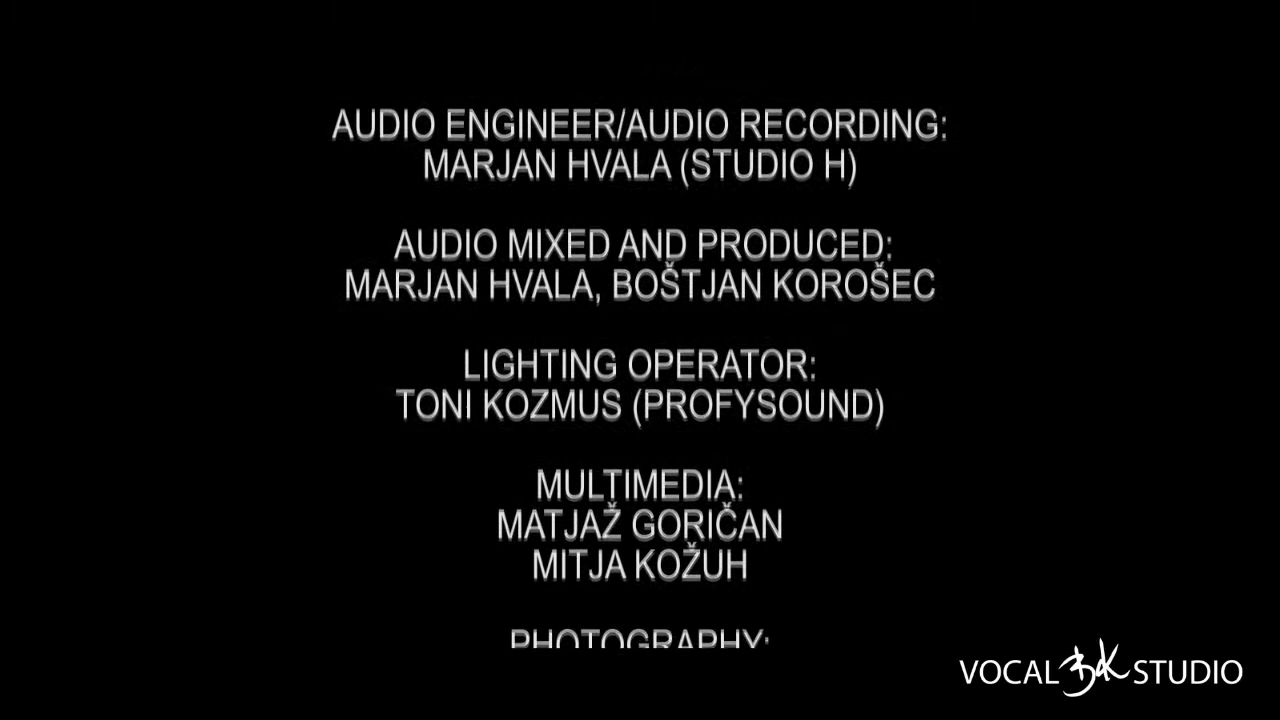 AUDIO ENGINEER/AUDIO RECORDING:
MARJAN HVALA (STUDIO H)
AUDIO MIXED AND PRODUCED:
MARJAN HVALA, BOŠTJAN KOROŠEC
LIGHTING OPERATOR:
TONI KOZMUS (PROFYSOUND)
MULTIMEDIA:
MATJAŽ GORIČAN
MITJA KOŽUH
PHOTOGRAPHY:
VOCAL BK STUDIO